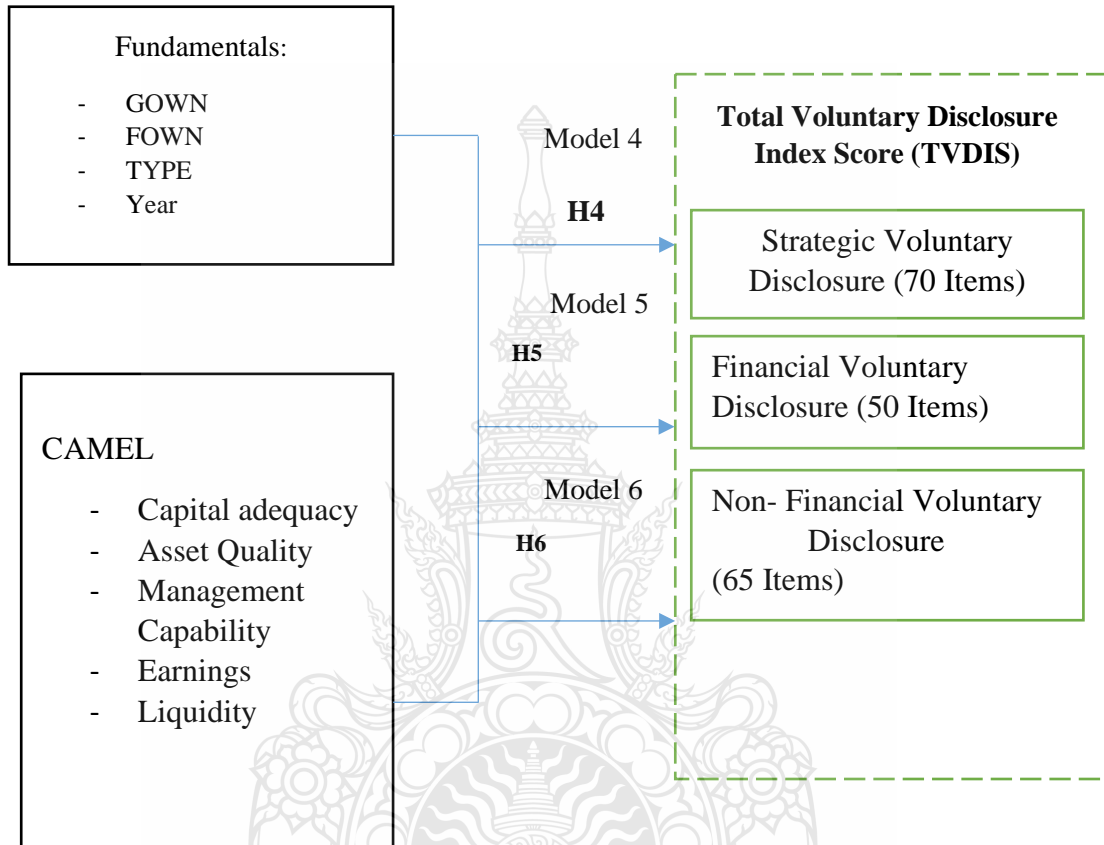 Fundamentals:
- GOWN
- FOWN
- TYPE
- Year
CAMEL
- Capital adequacy
- Asset Quality
- Management
Capability
- Earnings
- Liquidity
Model 4
H4
Model 5
H5
Model 6
H6
Total Voluntary Disclosure
Index Score (TVDIS)
Strategic Voluntary
Disclosure (70 Items)
Financial Voluntary
Disclosure (50 Items)
Non- Financial Voluntary
Disclosure
(65 Items)